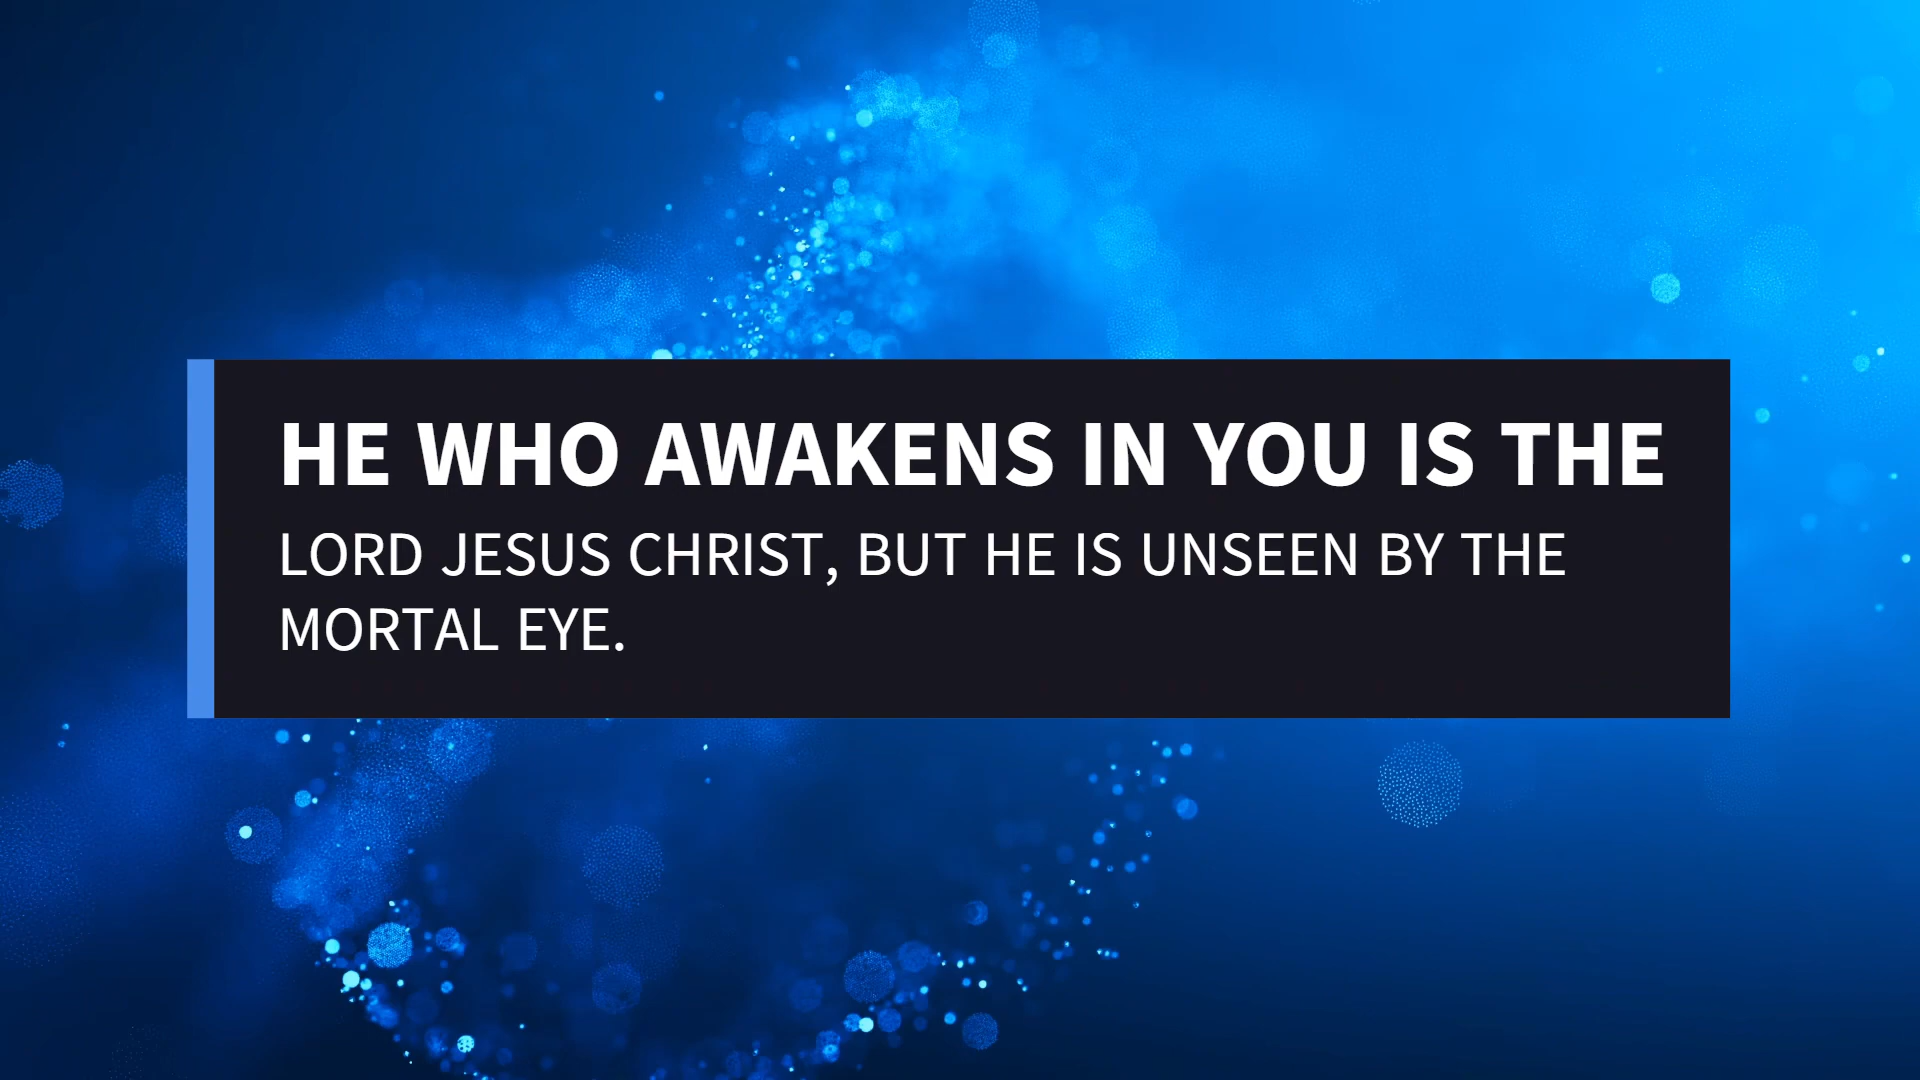 HE WHO AWAKENS IN YOU IS THE
LORD JESUS CHRIST, BUT HE IS UNSEEN BY THE
MORTAL EYE.